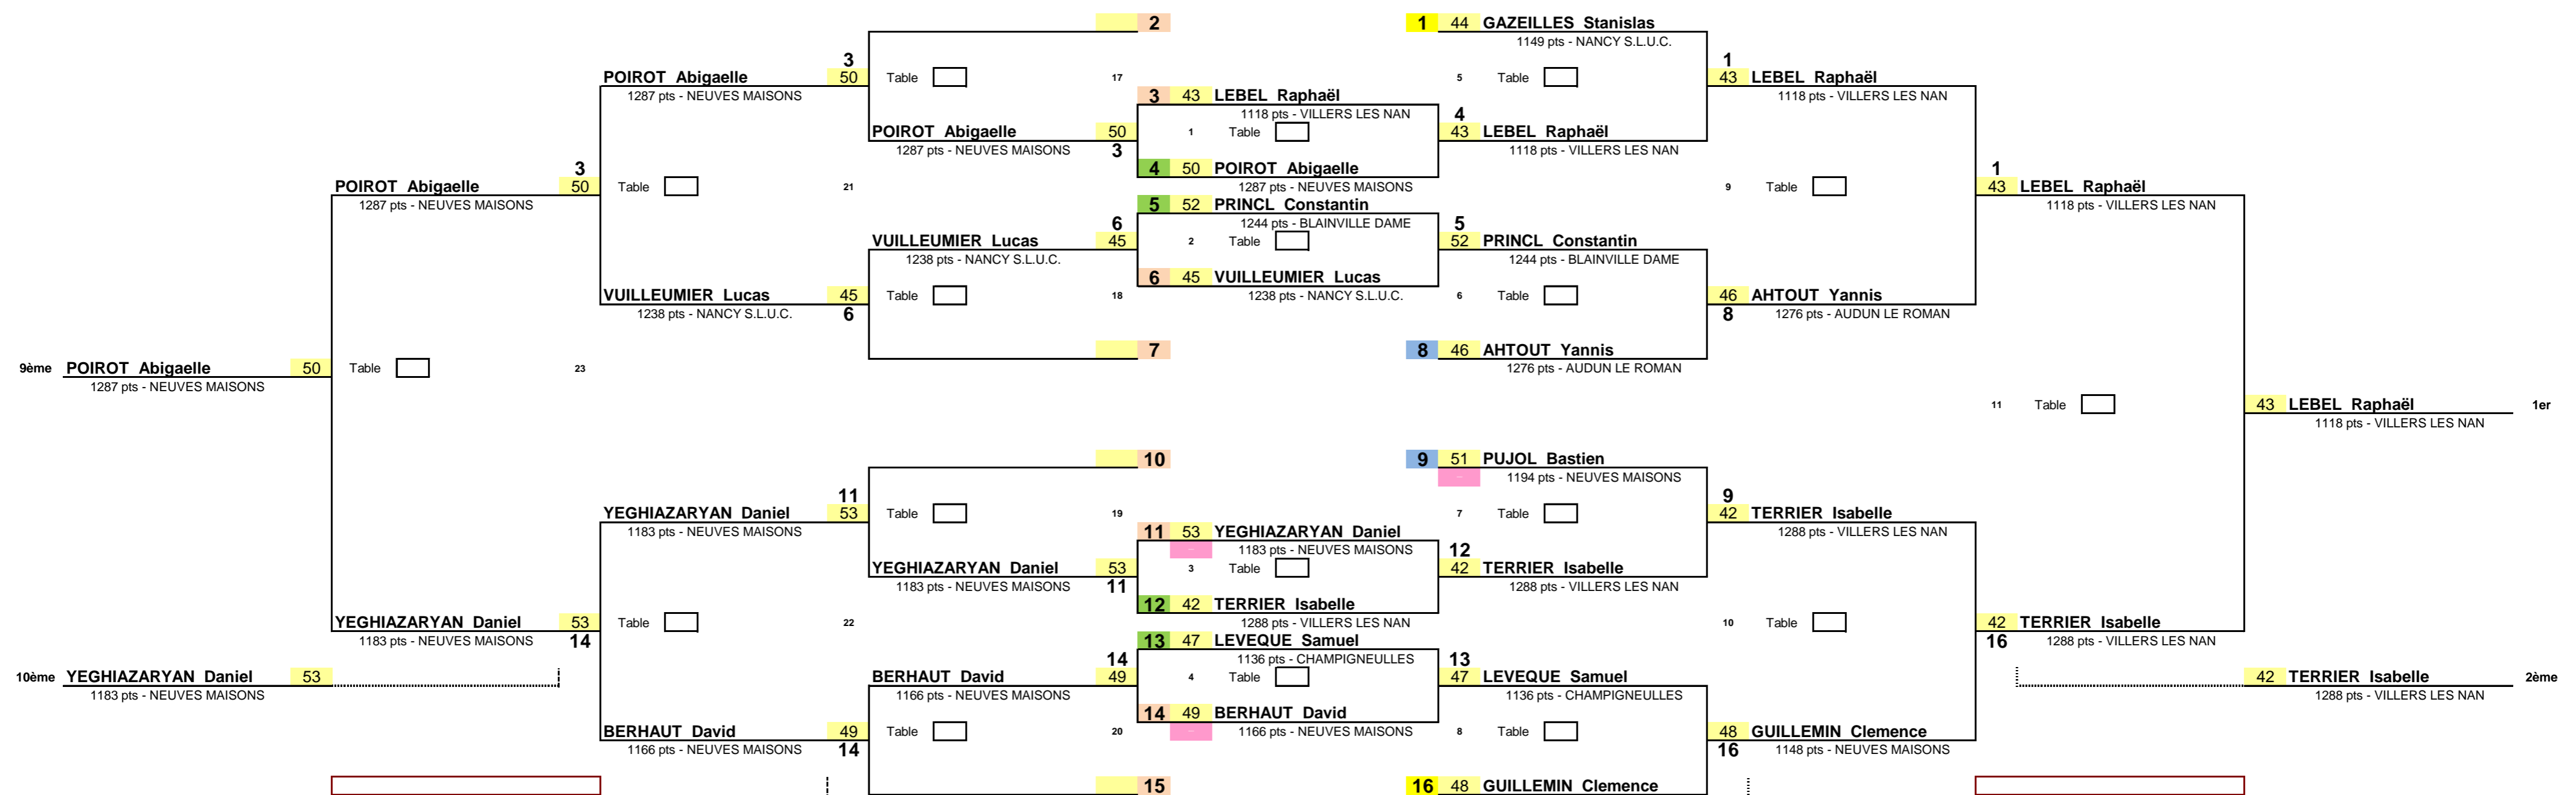 2 1 44 GAZEILLES Stanislas
1149 pts - NANCY S.L.U.C.
3 1
POIROT Abigaelle 50 Table 17 5 Table 43 LEBEL Raphaël
1287 pts - NEUVES MAISONS 3 43 LEBEL Raphaël 1118 pts - VILLERS LES NAN
1118 pts - VILLERS LES NAN 4
POIROT Abigaelle 50 1 Table 43 LEBEL Raphaël
1287 pts - NEUVES MAISONS 3 1118 pts - VILLERS LES NAN
3 4 50 POIROT Abigaelle 1
POIROT Abigaelle 50 Table 21 1287 pts - NEUVES MAISONS 9 Table 43 LEBEL Raphaël
1287 pts - NEUVES MAISONS 5 52 PRINCL Constantin 1118 pts - VILLERS LES NAN
6 1244 pts - BLAINVILLE DAME 5
VUILLEUMIER Lucas 45 2 Table 52 PRINCL Constantin
1238 pts - NANCY S.L.U.C. 1244 pts - BLAINVILLE DAME
6 45 VUILLEUMIER Lucas
VUILLEUMIER Lucas 45 Table 18 1238 pts - NANCY S.L.U.C. 6 Table 46 AHTOUT Yannis
1238 pts - NANCY S.L.U.C. 6 8 1276 pts - AUDUN LE ROMAN
7 8 46 AHTOUT Yannis
9ème POIROT Abigaelle 50 Table 23 1276 pts - AUDUN LE ROMAN
1287 pts - NEUVES MAISONS
11 Table 43 LEBEL Raphaël 1er
1118 pts - VILLERS LES NAN
10 9 51 PUJOL Bastien
1194 pts - NEUVES MAISONS
11 9
YEGHIAZARYAN Daniel 53 Table 19 7 Table 42 TERRIER Isabelle
1183 pts - NEUVES MAISONS 11 53 YEGHIAZARYAN Daniel 1288 pts - VILLERS LES NAN
1183 pts - NEUVES MAISONS 12
YEGHIAZARYAN Daniel 53 3 Table 42 TERRIER Isabelle
1183 pts - NEUVES MAISONS 11 1288 pts - VILLERS LES NAN
12 42 TERRIER Isabelle
YEGHIAZARYAN Daniel 53 Table 22 1288 pts - VILLERS LES NAN 10 Table 42 TERRIER Isabelle
1183 pts - NEUVES MAISONS 14 13 47 LEVEQUE Samuel 16 1288 pts - VILLERS LES NAN
14 1136 pts - CHAMPIGNEULLES 13
10ème YEGHIAZARYAN Daniel 53 BERHAUT David 49 4 Table 47 LEVEQUE Samuel 42 TERRIER Isabelle 2ème
1183 pts - NEUVES MAISONS 1166 pts - NEUVES MAISONS 1136 pts - CHAMPIGNEULLES 1288 pts - VILLERS LES NAN
14 49 BERHAUT David
BERHAUT David 49 Table 20 1166 pts - NEUVES MAISONS 8 Table 48 GUILLEMIN Clemence
1166 pts - NEUVES MAISONS 14 16 1148 pts - NEUVES MAISONS
15 16 48 GUILLEMIN Clemence